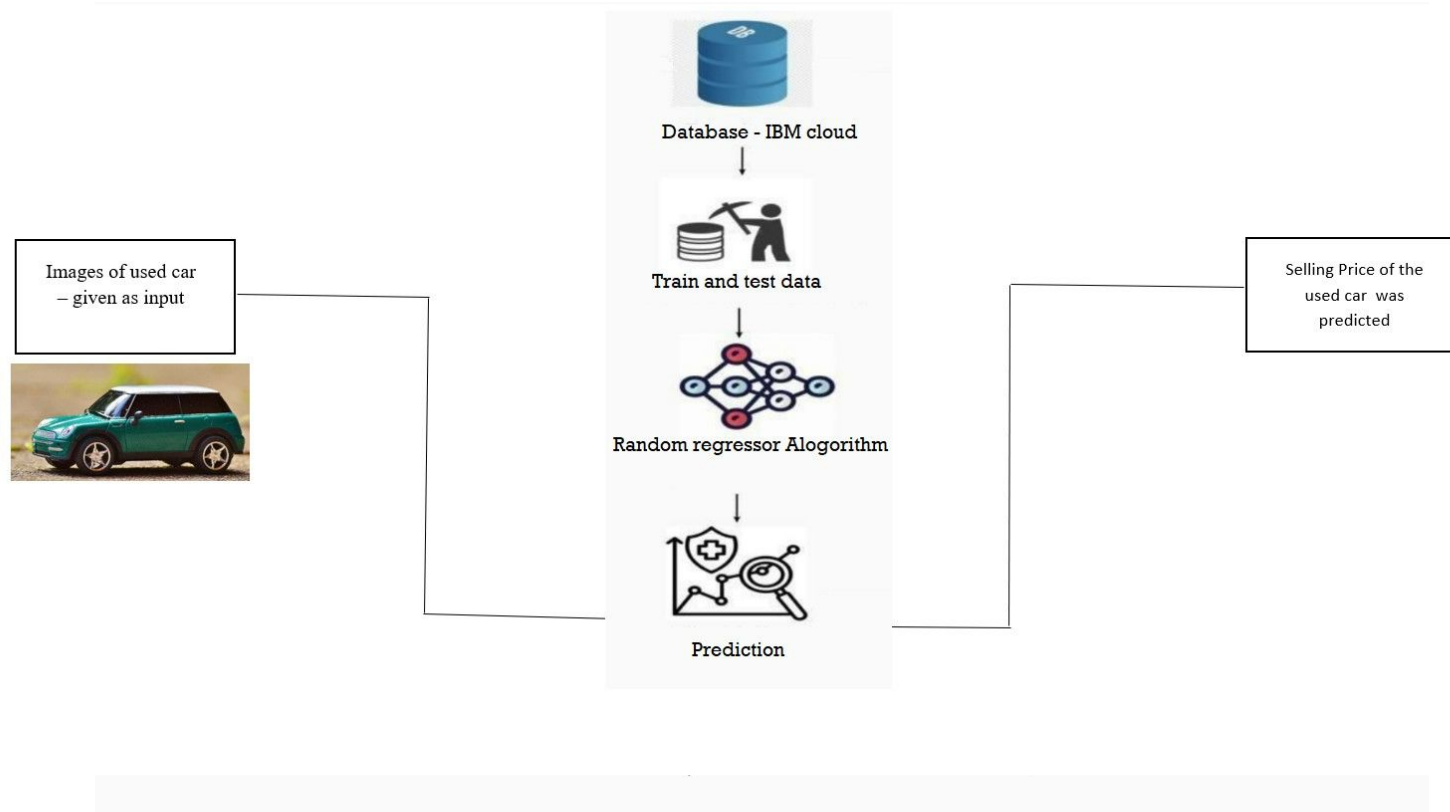 DB
Database - IBM cloud
Train and test data
Random regressor Alogorithm
Prediction
Images of used car
– given as input
Selling Price of the
used car was
predicted